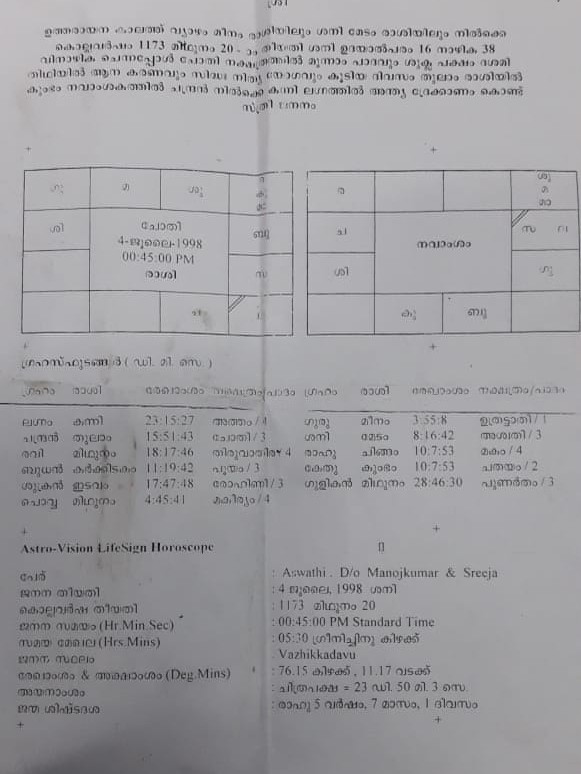 ശ്രീ
ഉത്തരായന കാലത്ത് വ്യാഴം മീനം രാശിയിലും ശനി മേടം രാശിയിലും നിൽക്കെ
കൊല്ലവർഷം 1173 മിഥുനം 20 തിയതി ശനി ഉദയാൽപരം 16 നാഴിക 38
വിനാഴിക ചെന്നപ്പോൾ ചോതി നക്ഷത്രത്തിൽ മൂന്നാം പാദവും ശുക്ല പക്ഷം ദശമി
തിഥിയിൽ ആന കരണവും സിദ്ധ നിത്യ യോഗവും കൂടിയ ദിവസം തുലാം രാശിയിൽ
കുംഭം നവാംശകത്തിൽ ചന്ദ്രൻ നിൽക്കെ കന്നി ലഗ്നത്തിൽ അന്ത്യ ദ്രേക്കാണം കൊണ്ട്
സ്ത്രീ ജനനം
ഗു മ ശു ര കു മാ
ശി ബു
സ
ച ല
ചോതി
4-ജൂലൈ-1998
00:45:00 PM
രാശി
ര ശു മ മാ
ച സ
ശി ഗു
കു ബു
നവാംശം
ഗ്രഹസ്ഫുടങ്ങൾ ( ഡി. മി. സെ. )
ഗ്രഹം രാശി രേഖാംശം നക്ഷത്രം/പാദം ഗ്രഹം രാശി രേഖാംശം നക്ഷത്രം/പാദം
ലഗ്നം കന്നി 23:15:27 അത്തം / 4 ഗുരു മീനം 3:55:8 ഉത്രട്ടാതി / 1
ചന്ദ്രൻ തുലാം 15:51:43 ചോതി / 3 ശനി മേടം 8:16:42 അശ്വതി / 3
രവി മിഥുനം 18:17:46 തിരുവാതിര 4 രാഹു ചിങ്ങം 10:7:53 മകം / 4
ബുധൻ കർക്കിടകം 11:19:42 പൂയം / 3 കേതു കുംഭം 10:7:53 ചതയം / 2
ശുക്രൻ ഇടവം 17:47:48 രോഹിണി / 3 ഗുളികൻ മിഥുനം 28:46:30 പുണർതം / 3
ചൊവ്വ മിഥുനം 4:45:41 മകീര്യം / 4
Astro-Vision LifeSign Horoscope
പേര് : Aswathi . D/o Manojkumar & Sreeja
ജനന തീയതി : 4 ജൂലൈ, 1998 ശനി
കൊല്ലവർഷ തീയതി : 1173 മിഥുനം 20
ജനന സമയം (Hr.Min.Sec) : 00:45:00 PM Standard Time
സമയ മേഖല (Hrs.Mins) : 05:30 ഗ്രീനിച്ചിനു കിഴക്ക്
ജനന സ്ഥലം : Vazhikkadavu
രേഖാംശം & അക്ഷാംശം (Deg.Mins) : 76.15 കിഴക്ക് , 11.17 വടക്ക്
അയനാംശം : ചിത്രപക്ഷ = 23 ഡി. 50 മി. 3 സെ.
ജന്മ ശിഷ്ടദശ : രാഹു 5 വർഷം, 7 മാസം, 1 ദിവസം